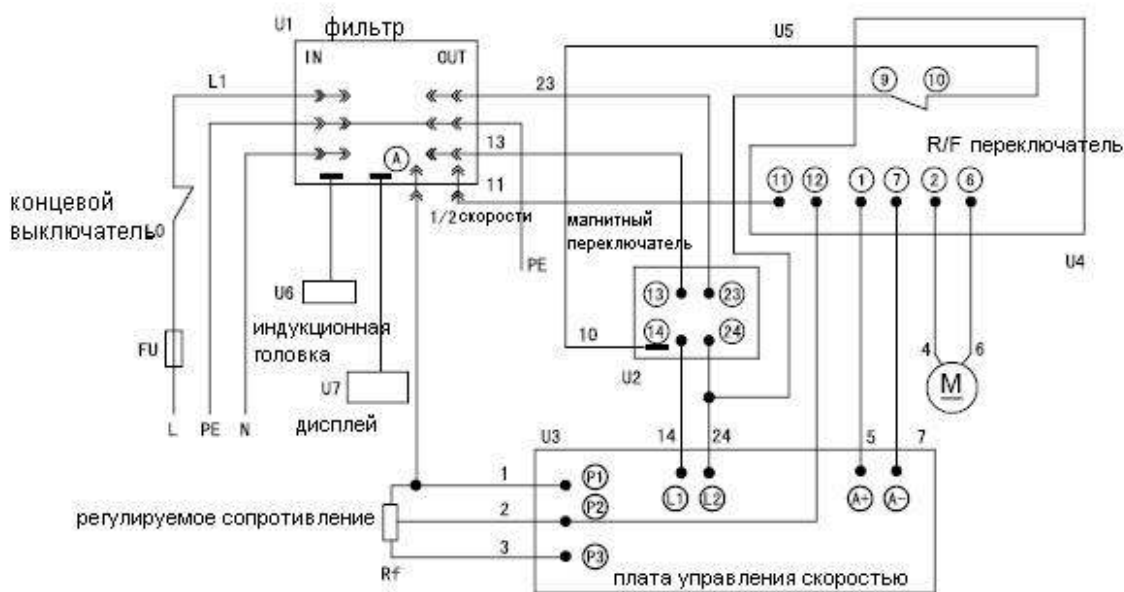 U1 фильтр
U5
IN OUT
L1
23
9 10
A
13
R/F переключатель
11
11 12 1 7 2 6
1/2 скорости
концевой
выключатель
магнитный
переключатель
PE
U4
U6
13 23
индукционная
головка
10
14 24
FU
U7
U2
4 6
M
L PE N
дисплей
U3
14 24
5 7
1
P1
L1 L2
A+ A-
регулируемое сопротивление
2
P2
3
P3
Rf
плата управления скоростью